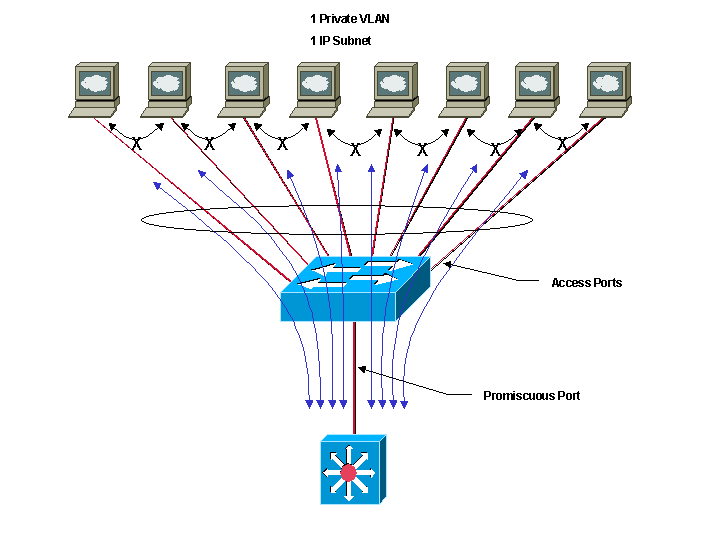 1 Private VLAN
1 IP Subnet
X X X X X X X
Access Ports
Promiscuous Port